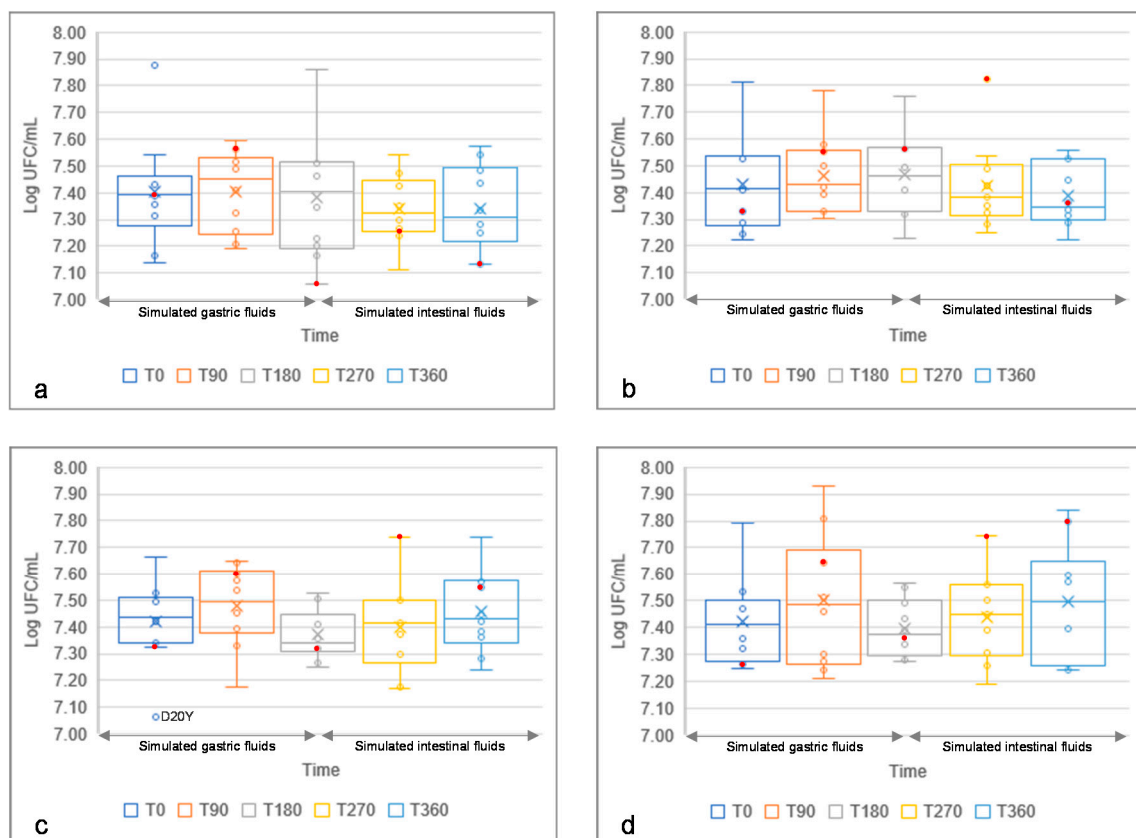 8.00
7.90
7.80
7.70
7.60
7.50
7.40
7.30
7.20
7.10
7.00
Log UFC/mL
Simulated gastric fluids
Simulated intestinal fluids
Time
T0 T90 T180 T270 T360
a
8.00
7.90
7.80
7.70
7.60
7.50
7.40
7.30
7.20
7.10
7.00
Log UFC/mL
Simulated gastric fluids
Simulated intestinal fluids
Time
T0 T90 T180 T270 T360
b
8.00
7.90
7.80
7.70
7.60
7.50
7.40
7.30
7.20
7.10
7.00
Log UFC/mL
D20Y
Simulated gastric fluids
Simulated intestinal fluids
Time
T0 T90 T180 T270 T360
c
8.00
7.90
7.80
7.70
7.60
7.50
7.40
7.30
7.20
7.10
7.00
Log UFC/mL
Simulated gastric fluids
Simulated intestinal fluids
Time
T0 T90 T180 T270 T360
d